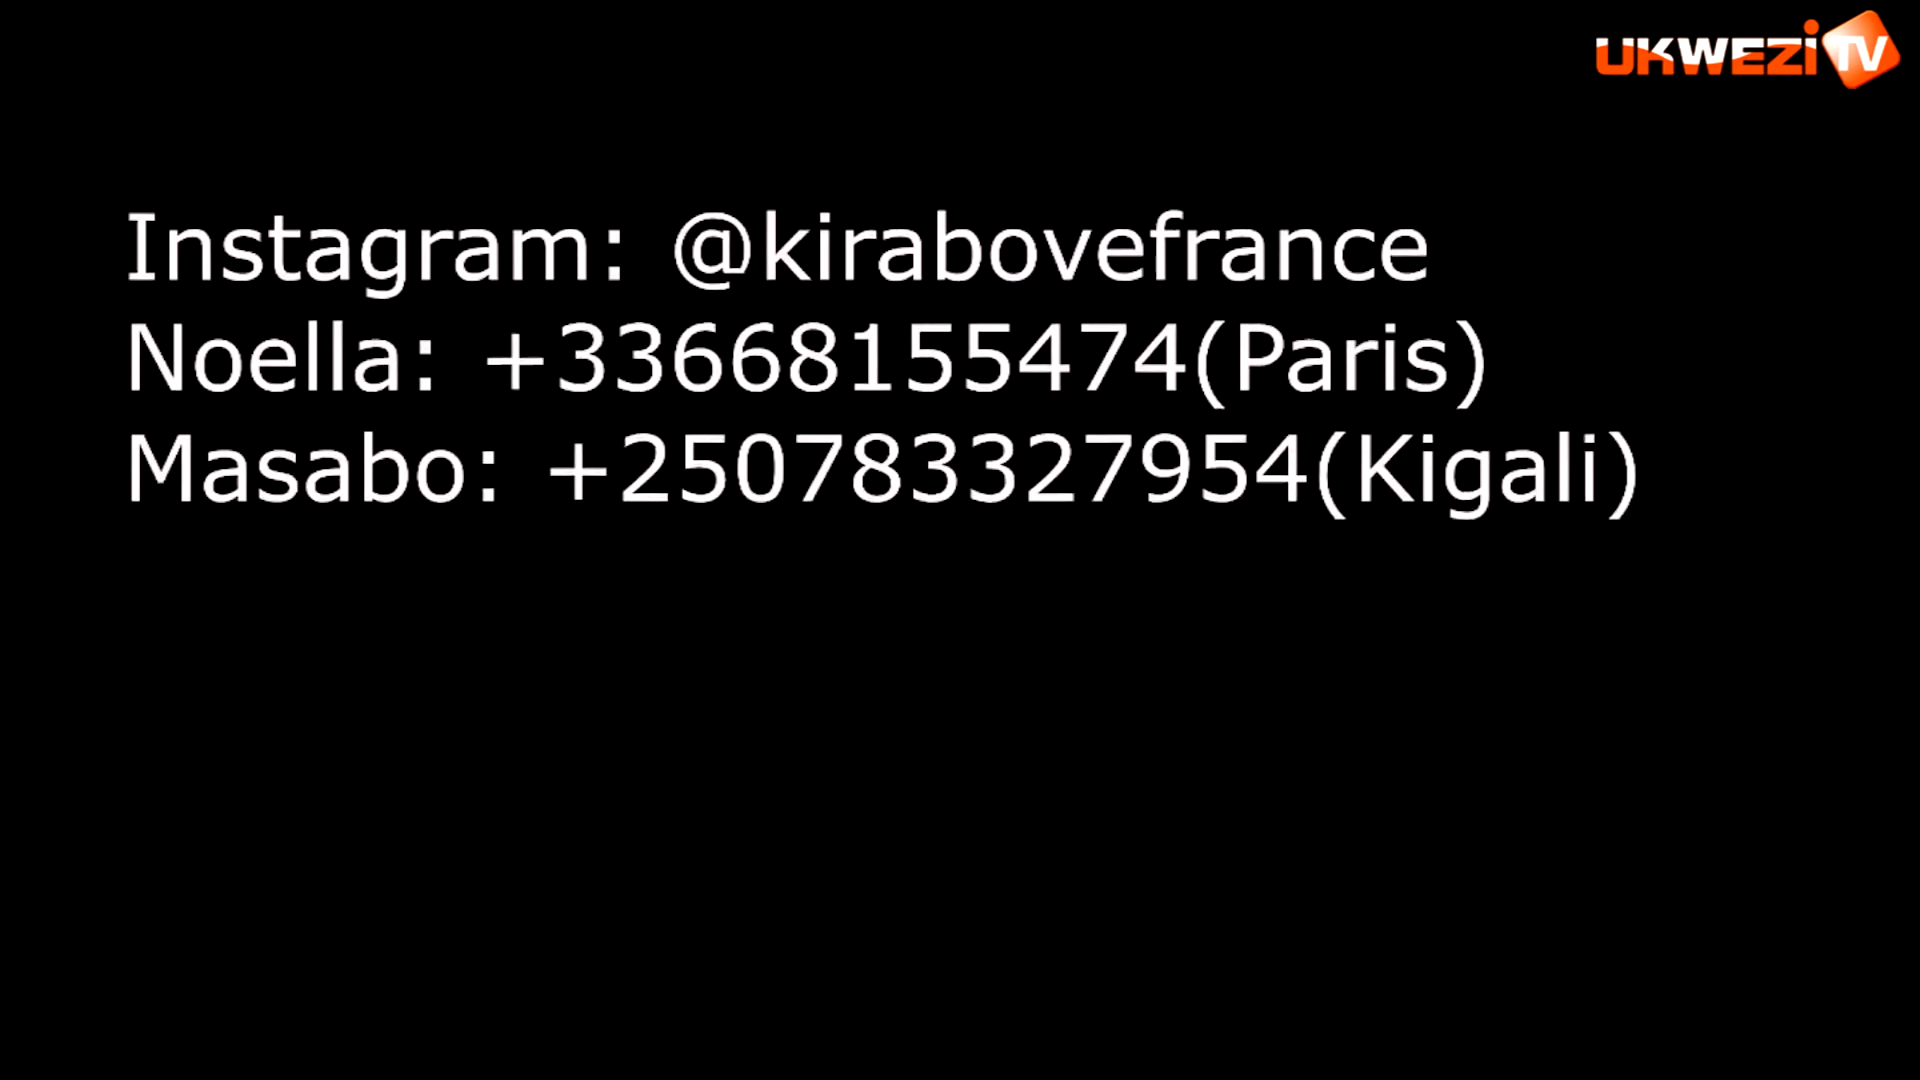 UKWEZI TV
Instagram: @kirabovefrance
Noella: +33668155474(Paris)
Masabo: +250783327954(Kigali)